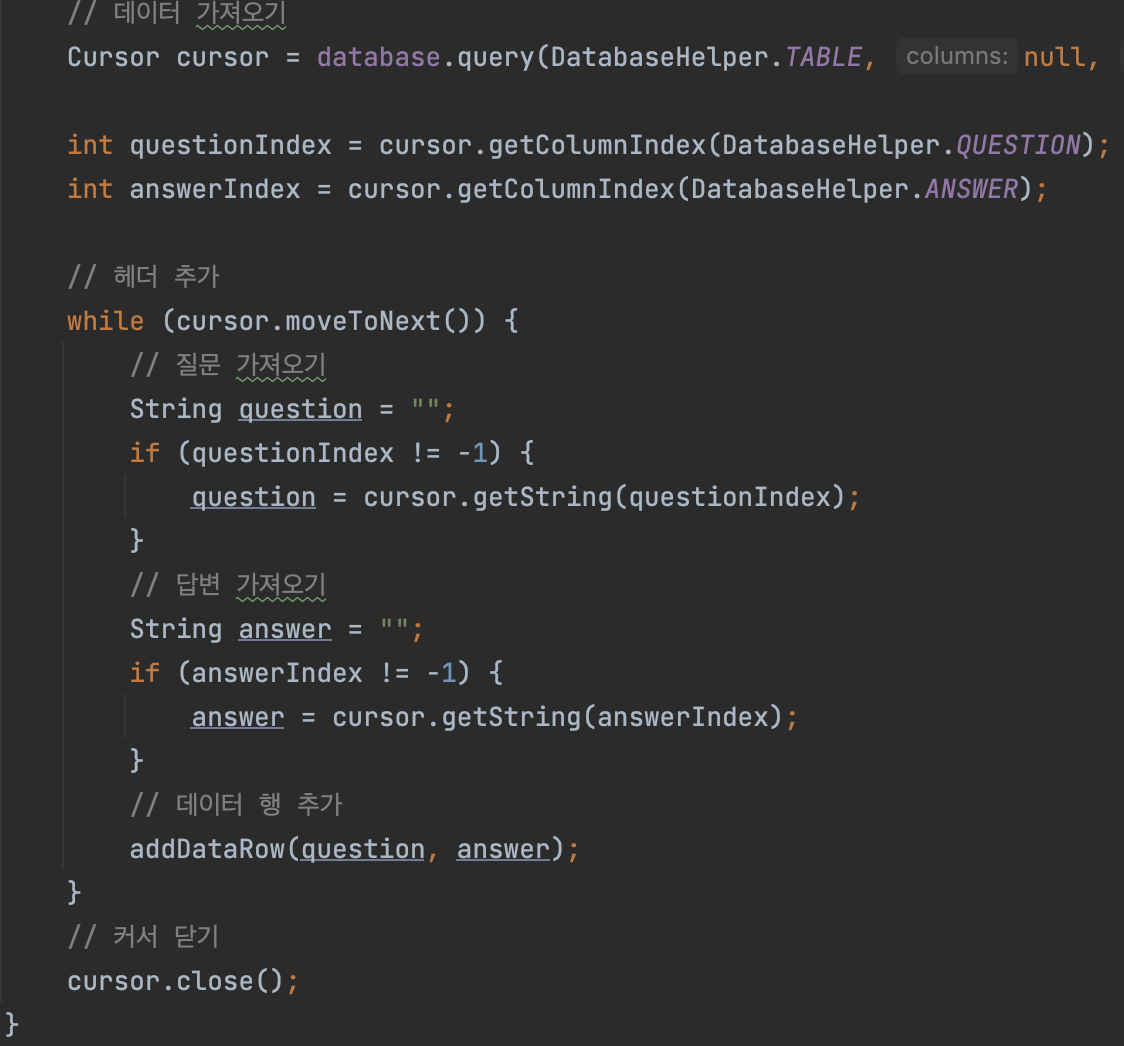 // 데이터 가져오기
Cursor cursor = database.query(DatabaseHelper.TABLE, columns: null,
int questionIndex = cursor.getColumnIndex(DatabaseHelper.QUESTION);
int answerIndex = cursor.getColumnIndex(DatabaseHelper.ANSWER);
// 헤더 추가
while (cursor.moveToNext()) {
// 질문 가져오기
String question = "";
if (questionIndex != -1) {
question = cursor.getString(questionIndex);
}
// 답변 가져오기
String answer = "";
if (answerIndex != -1) {
answer = cursor.getString(answerIndex);
}
// 데이터 행 추가
addDataRow(question, answer);
}
// 커서 닫기
cursor.close();
}